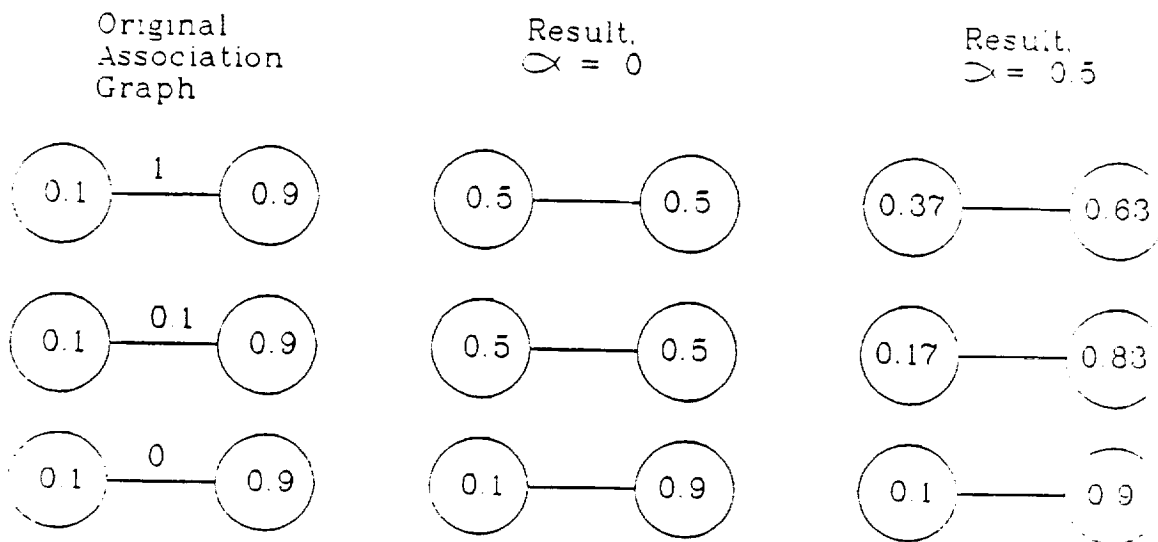 Original
Association
Graph
Result,
α = 0
Result,
α = 0.5
0.1 1 0.9
0.5 0.5
0.37 0.63
0.1 0.1 0.9
0.5 0.5
0.17 0.83
0.1 0 0.9
0.1 0.9
0.1 0.9